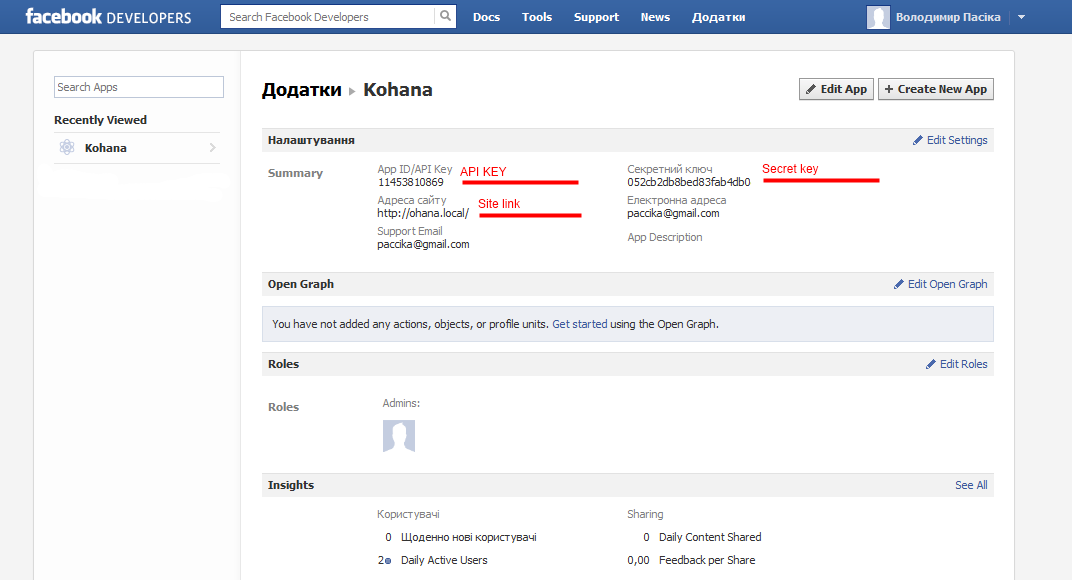 facebook DEVELOPERS Search Facebook Developers Docs Tools Support News Додатки Володимир Пасіка
Search Apps
Recently Viewed
Kohana
Додатки Kohana Edit App + Create New App
Налаштування Edit Settings
Summary
App ID/API Key API KEY Секретний ключ Secret key
11453810869 052cb2db8bed83fab4db0
Адреса сайту Site link Електронна адреса
http://ohana.local/ paccika@gmail.com
Support Email App Description
paccika@gmail.com
Open Graph Edit Open Graph
You have not added any actions, objects, or profile units. Get started using the Open Graph.
Roles Edit Roles
Roles Admins:
Insights See All
Користувачі Sharing
0 Щоденно нові користувачі 0 Daily Content Shared
2 Daily Active Users 0,00 Feedback per Share